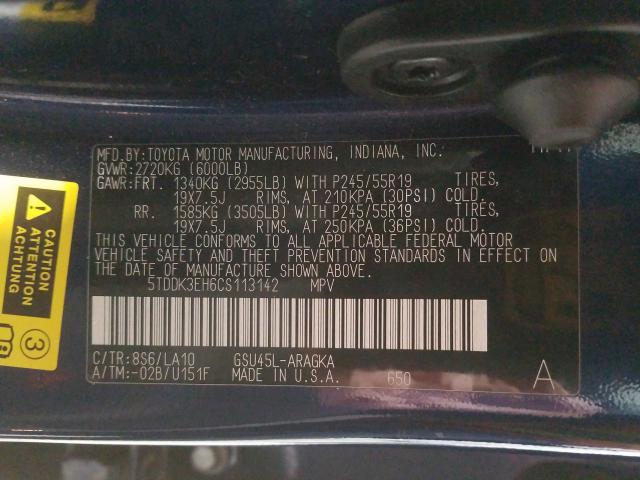 MFD.BY:TOYOTA MOTOR MANUFACTURING, INDIANA, INC.
GVWR:2720KG (6000LB)
GAWR:FRT. 1340KG (2955LB) WITH P245/55R19 TIRES,
19X7.5J RIMS, AT 210KPA (30PSI) COLD.
RR. 1585KG (3505LB) WITH P245/55R19 TIRES,
19X7.5J RIMS, AT 250KPA (36PSI) COLD.
THIS VEHICLE CONFORMS TO ALL APPLICABLE FEDERAL MOTOR
VEHICLE SAFETY AND THEFT PREVENTION STANDARDS IN EFFECT ON
THE DATE OF MANUFACTURE SHOWN ABOVE.
5TDDK3EH6CS113142 MPV
C/TR:8S6/LA10 GSU45L-ARAGKA
A/TM:-02B/U151F MADE IN U.S.A. 650 A
CAUTION
ATTENTION
ACHTUNG
3